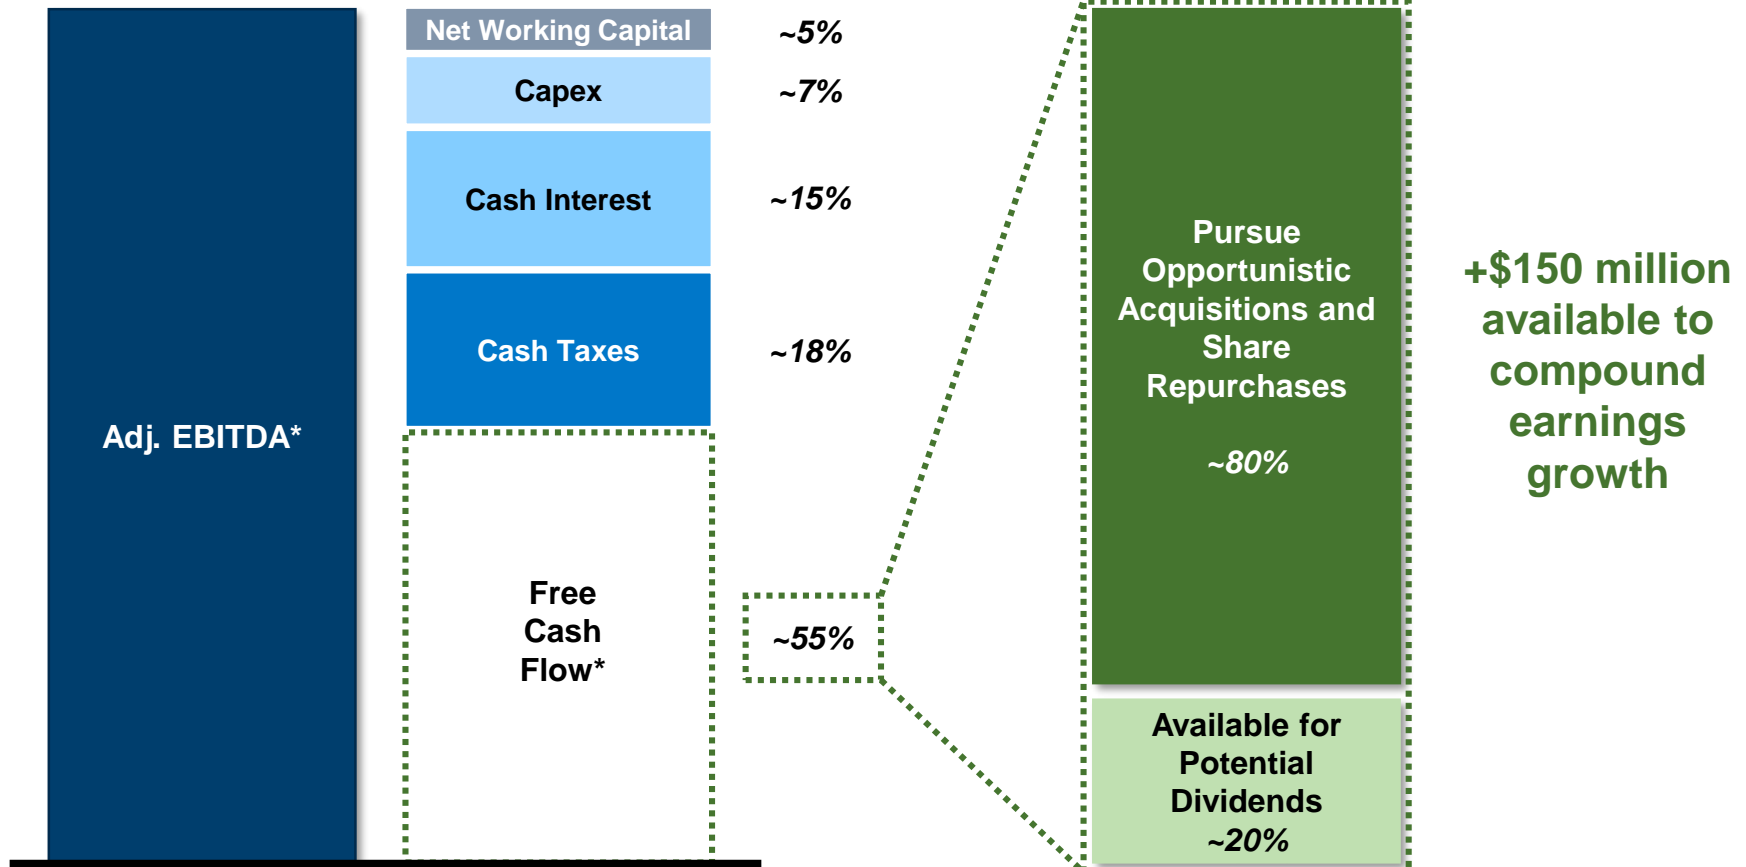 Adj. EBITDA*
Net Working Capital
~5%
Capex
~7%
Cash Interest
~15%
Cash Taxes
~18%
Free
Cash
Flow*
~55%
Pursue
Opportunistic
Acquisitions and
Share
Repurchases
~80%
Available for
Potential
Dividends
~20%
+$150 million
available to
compound
earnings
growth